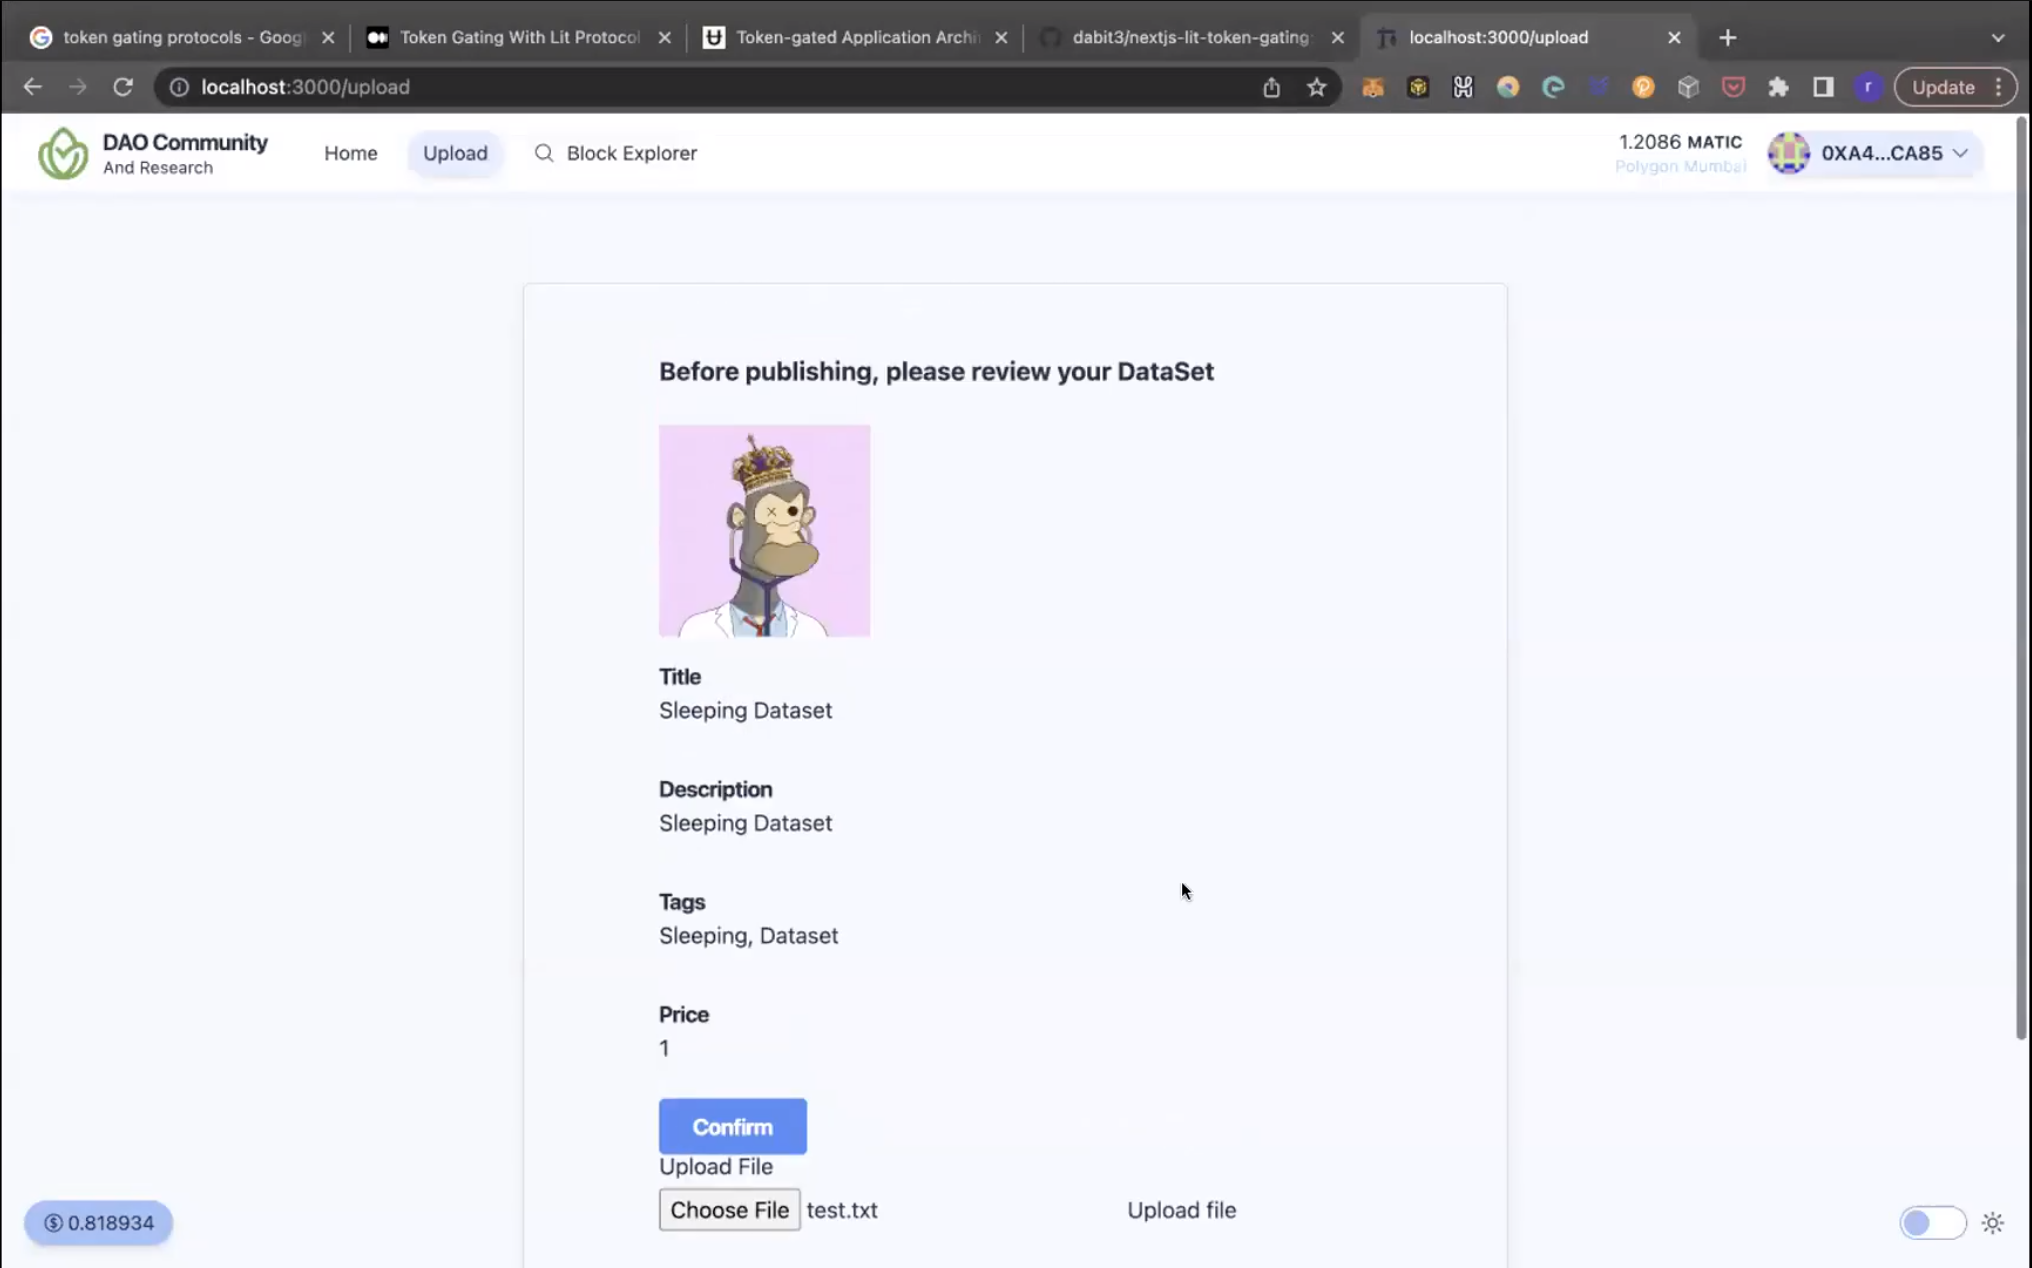 token gating protocols - Goog
Token Gating With Lit Protocol
Token-gated Application Archi
dabit3/nextjs-lit-token-gating
localhost:3000/upload
localhost:3000/upload
r
Update
DAO Community
And Research
Home
Upload
Block Explorer
1.2086 MATIC
Polygon Mumbai
0XA4...CA85
Before publishing, please review your DataSet
Title
Sleeping Dataset
Description
Sleeping Dataset
Tags
Sleeping, Dataset
Price
1
Confirm
Upload File
Choose File test.txt
Upload file
0.818934